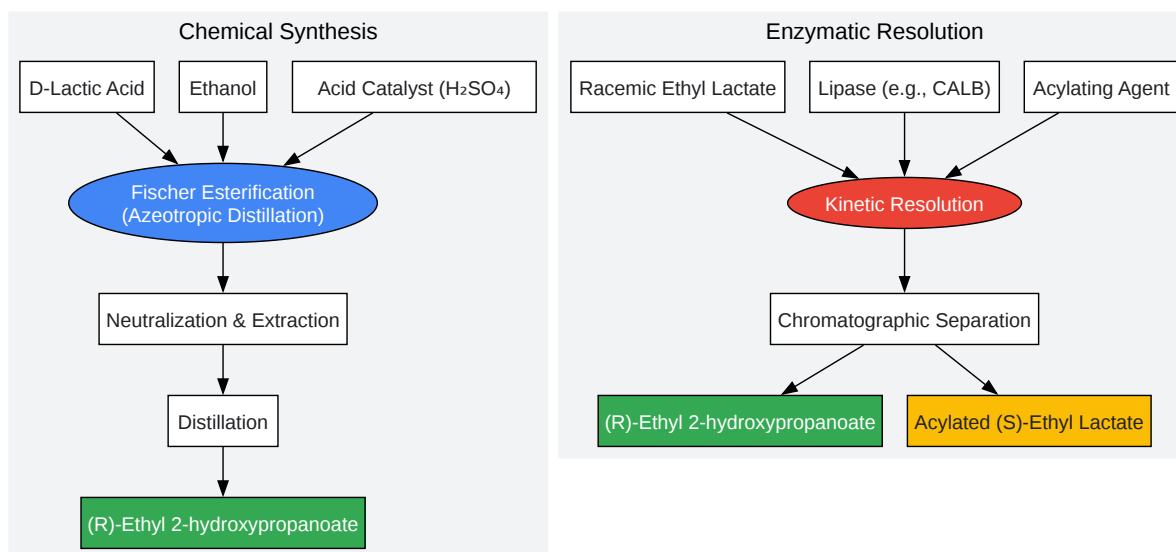 Chemical Synthesis
D-Lactic Acid
Ethanol
Acid Catalyst (H₂SO₄)
Fischer Esterification
(Azeotropic Distillation)
Neutralization & Extraction
Distillation
(R)-Ethyl 2-hydroxypropanoate
Enzymatic Resolution
Racemic Ethyl Lactate
Lipase (e.g., CALB)
Acylating Agent
Kinetic Resolution
Chromatographic Separation
(R)-Ethyl 2-hydroxypropanoate
Acylated (S)-Ethyl Lactate